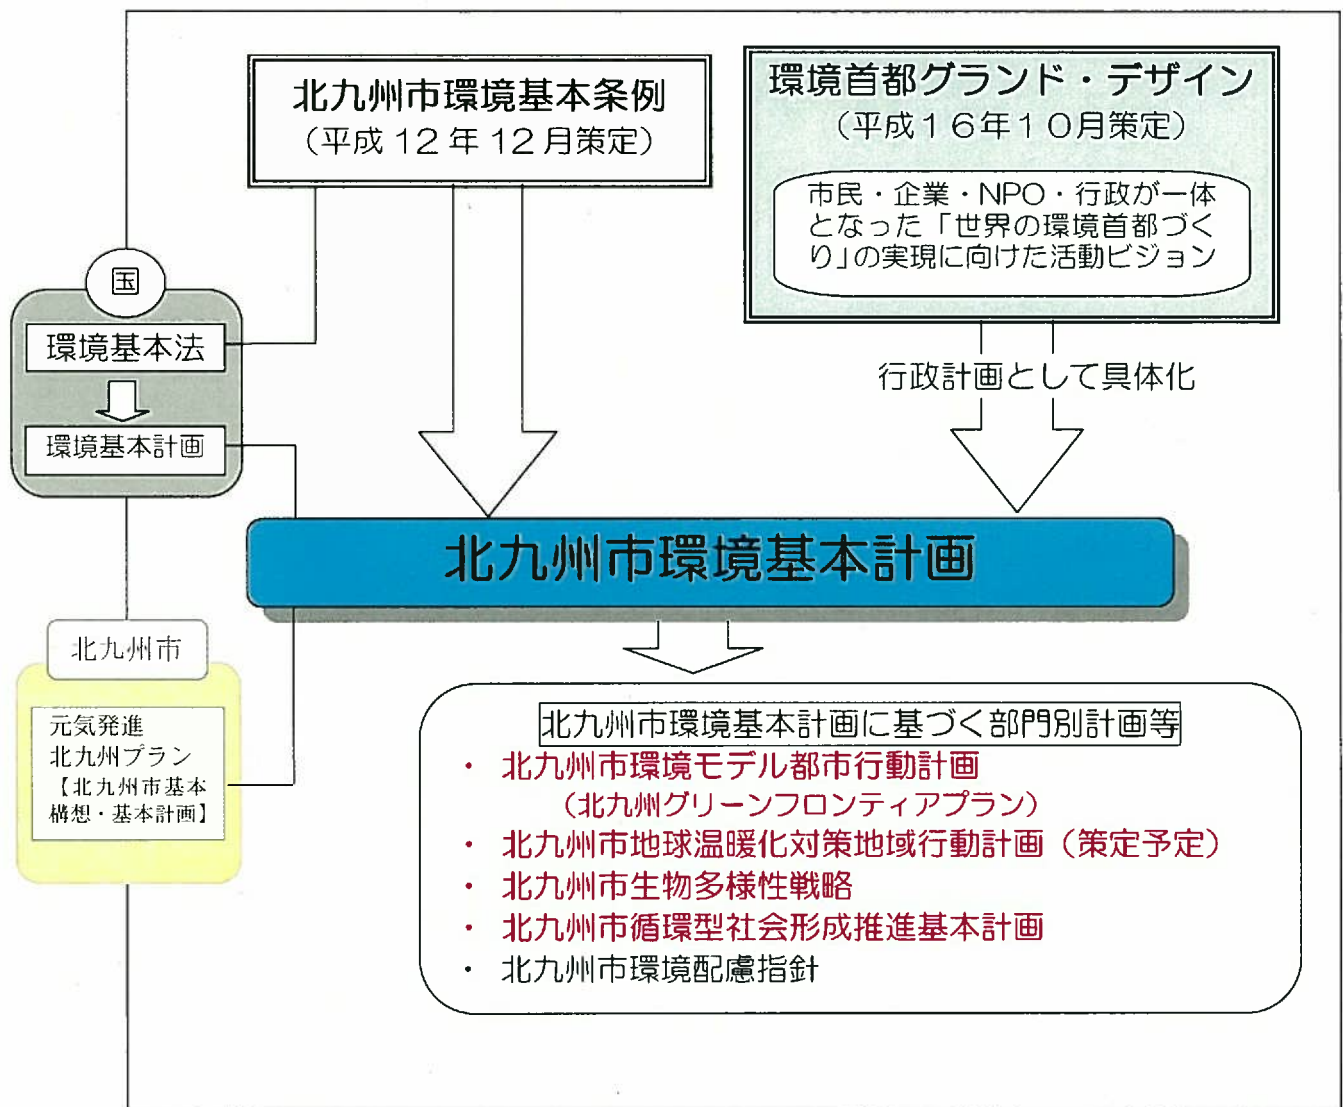 北九州市環境基本条例
（平成12年12月策定）
環境首都グランド・デザイン
（平成16年10月策定）
市民・企業・NPO・行政が一体
となった「世界の環境首都づく
り」の実現に向けた活動ビジョン
国
環境基本法
環境基本計画
行政計画として具体化
北九州市環境基本計画
北九州市
元気発進
北九州プラン
【北九州市基本
構想・基本計画】
北九州市環境基本計画に基づく部門別計画等
・ 北九州市環境モデル都市行動計画
（北九州グリーンフロンティアプラン）
・ 北九州市地球温暖化対策地域行動計画（策定予定）
・ 北九州市生物多様性戦略
・ 北九州市循環型社会形成推進基本計画
・ 北九州市環境配慮指針